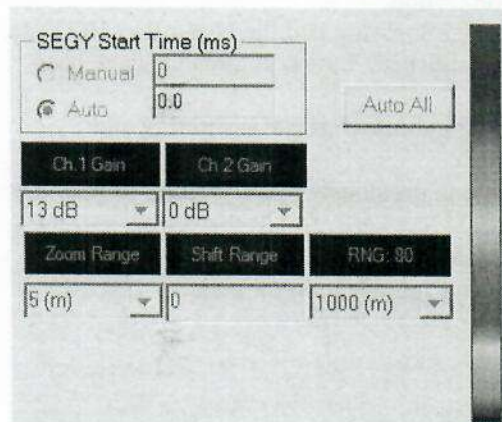 SEGY Start Time (ms)
Manual 0
Auto 0.0
Auto All
Ch.1 Gain Ch 2 Gain
13 dB 0 dB
Zoom Range Shift Range RNG: 80
5 (m) 0 1000 (m)